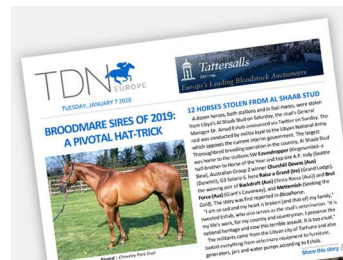 TDN
EUROPE
TUESDAY, JANUARY 7 2020
Tattersalls
Europe's Leading Bloodstock Auctioneers
BROODMARE SIRES OF 2019:
A PIVOTAL HAT-TRICK
Pivotal | Cheveley Park Stud
12 HORSES STOLEN FROM AL SHAAB STUD
A dozen horses, both stallions and in foal mares, were stolen
from Libya's Al Shaab Stud on Saturday, the stud's General
Manager Dr. Amad Eshaib announced via Twitter on Sunday. The
raid was conducted by militia loyal to the Libyan National Army
which opposes the current interim government. The largest
Thoroughbred breeding operation in the country, Al Shaab Stud
was home to the stallions SW Eavesdropper (Kingmambo)--a
half-brother to Horse of the Year and top sire A.P. Indy (Seattle
Slew), Australian Group 2 winner Churchill Downs (Aus)
(Danehill), G3 Solario S. hero Raise a Grand (Ire) (Grand Lodge),
the winning pair of Backdraft (Aus) (Testa Rossa {Aus}) and Brut
Force (Aus) (Giant's Causeway), and Metternich (Seeking the
Gold). The story was first reported in Bloodhorse.
"I am so sad and my heart is broken [and that of] my family,"
tweeted Eshaib, who also serves as the stud's veterinarian. "It is
my life's work, for my country and countrymen. I preserve this
national heritage and now this terrible assault. It is too cruel."
The militants came from the Libyan city of Tarhuna and also
looted everything from veterinary equipment to furniture,
generators, jars and water pumps according to Eshaib.
Share this story